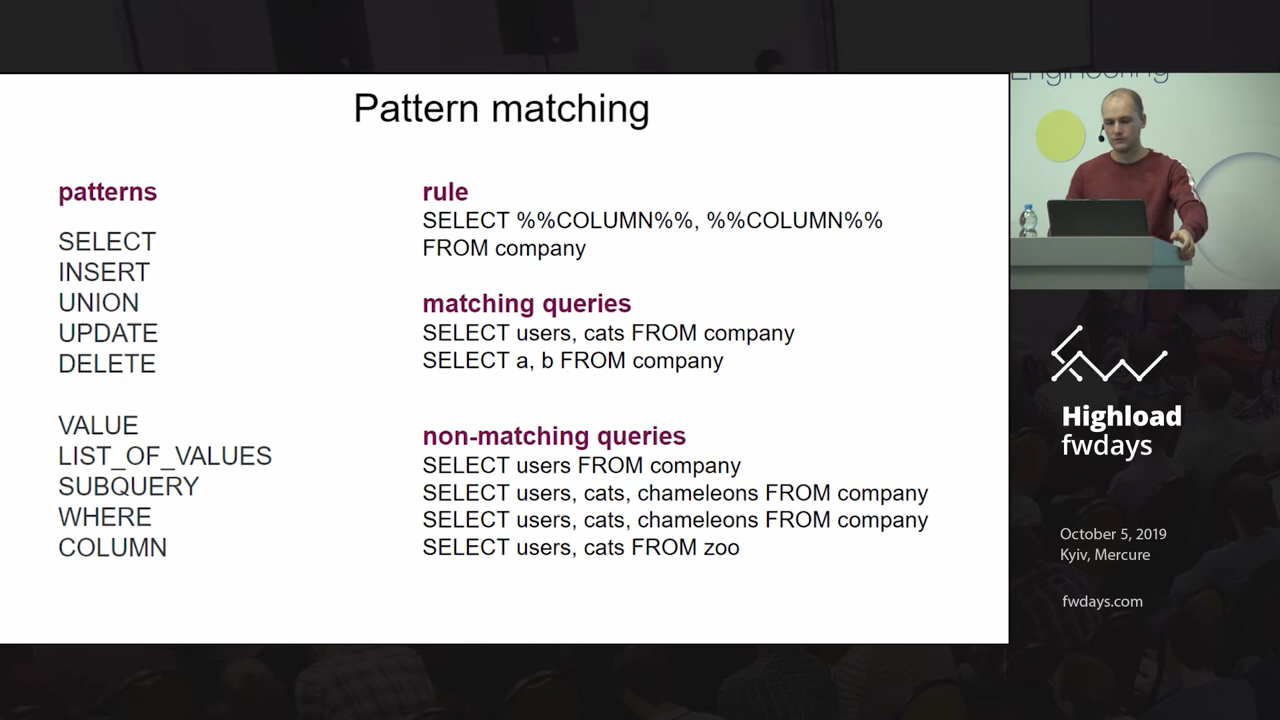 Pattern matching
patterns
SELECT
INSERT
UNION
UPDATE
DELETE
VALUE
LIST_OF_VALUES
SUBQUERY
WHERE
COLUMN
rule
SELECT %%COLUMN%%, %%COLUMN%%
FROM company
matching queries
SELECT users, cats FROM company
SELECT a, b FROM company
non-matching queries
SELECT users FROM company
SELECT users, cats, chameleons FROM company
SELECT users, cats, chameleons FROM company
SELECT users, cats FROM zoo
Engineering
Highload
fwdays
October 5, 2019
Kyiv, Mercure
fwdays.com